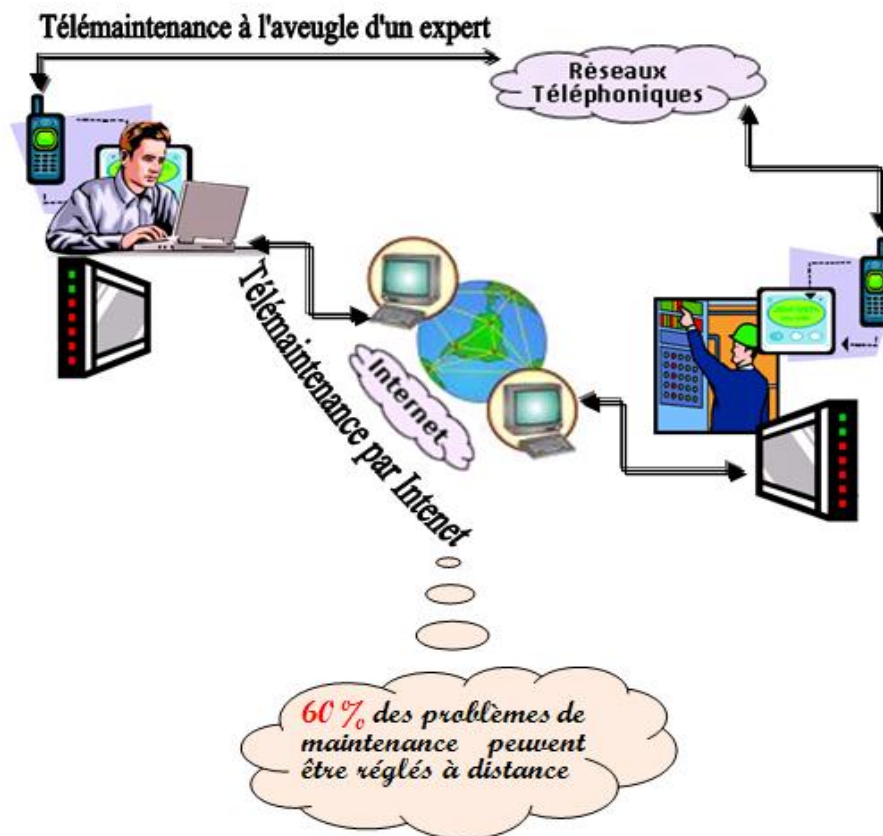 Télémaintenance à l'aveugle d'un expert
Réseaux
Téléphoniques
Internet
Télémaintenance par Intenet
60 % des problèmes de
maintenance peuvent
être réglés à distance